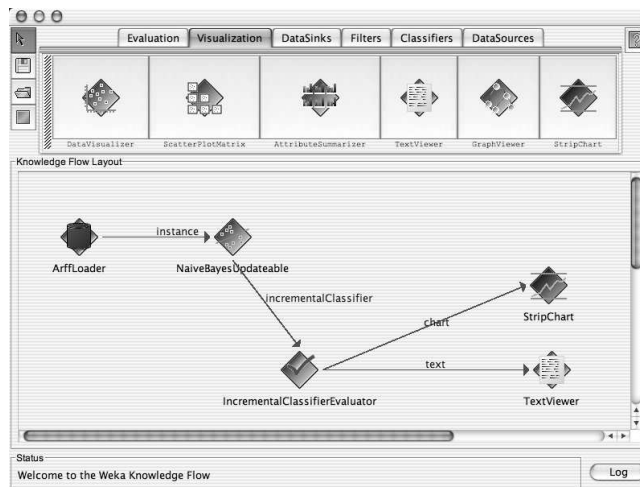 Evaluation Visualization DataSinks Filters Classifiers DataSources
DataVisualizer ScatterPlotMatrix AttributeSummarizer TextViewer GraphViewer StripChart
Knowledge Flow Layout
instance
ArffLoader NaiveBayesUpdateable
incrementalClassifier
StripChart
chart
text
IncrementalClassifierEvaluator TextViewer
Status
Welcome to the Weka Knowledge Flow Log